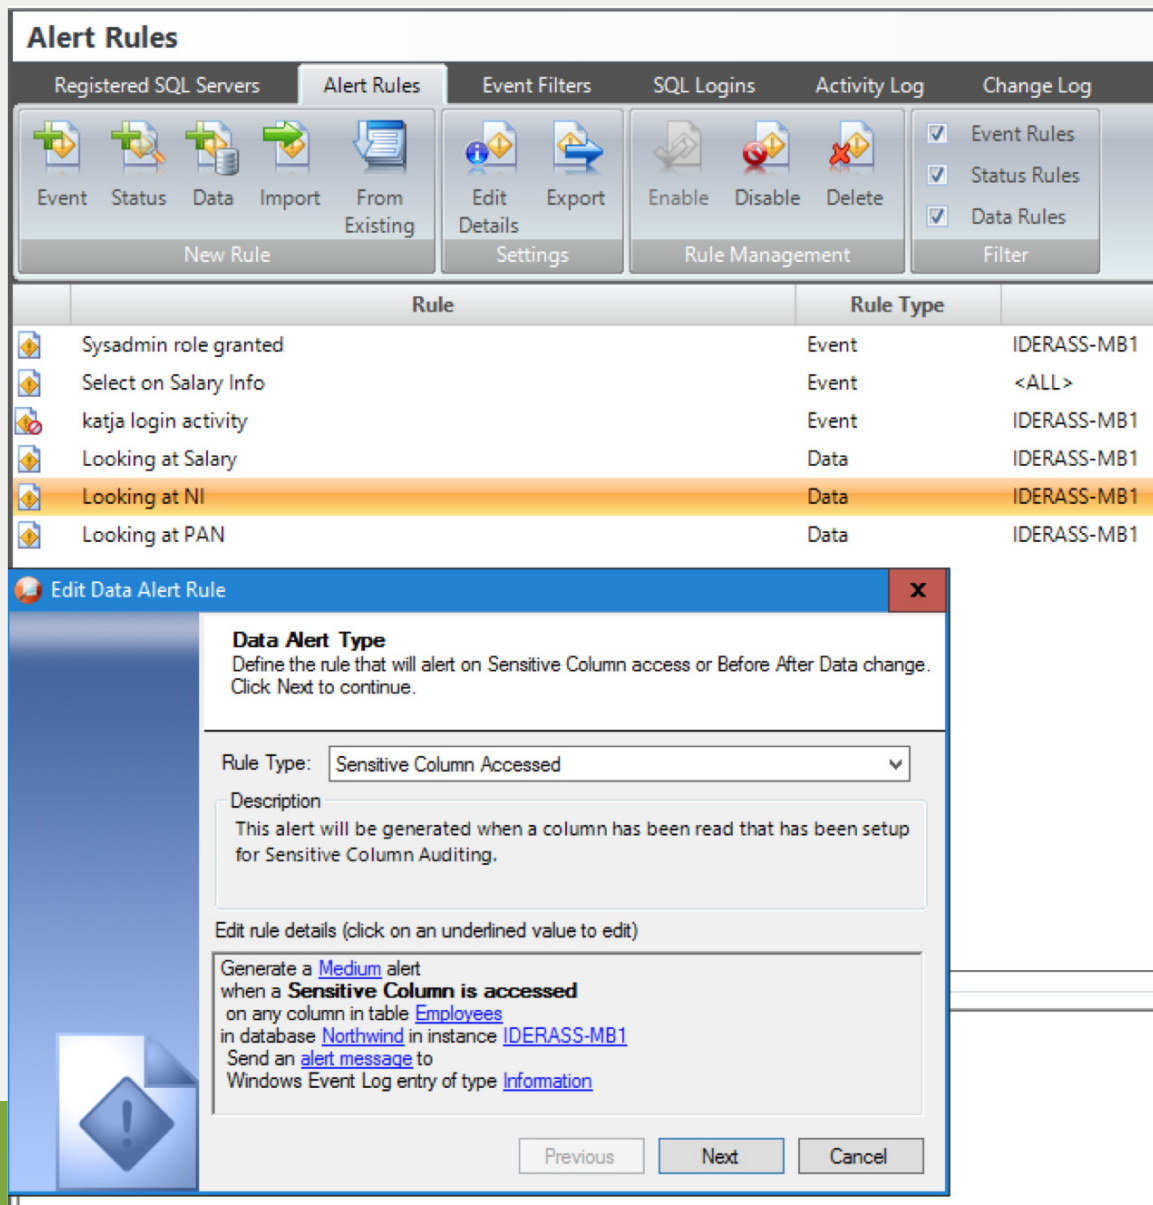 Alert Rules
Registered SQL Servers Alert Rules Event Filters SQL Logins Activity Log Change Log
Event Status Data Import From Existing
New Rule
Edit Details Export
Settings
Enable Disable Delete
Rule Management
Event Rules
Status Rules
Data Rules
Filter
Rule Rule Type
Sysadmin role granted Event IDERASS-MB1
Select on Salary Info Event <ALL>
katja login activity Event IDERASS-MB1
Looking at Salary Data IDERASS-MB1
Looking at NI Data IDERASS-MB1
Looking at PAN Data IDERASS-MB1
Edit Data Alert Rule x
Data Alert Type
Define the rule that will alert on Sensitive Column access or Before After Data change.
Click Next to continue.
Rule Type: Sensitive Column Accessed
Description
This alert will be generated when a column has been read that has been setup
for Sensitive Column Auditing.
Edit rule details (click on an underlined value to edit)
Generate a Medium alert
when a Sensitive Column is accessed
on any column in table Employees
in database Northwind in instance IDERASS-MB1
Send an alert message to
Windows Event Log entry of type Information
Previous Next Cancel